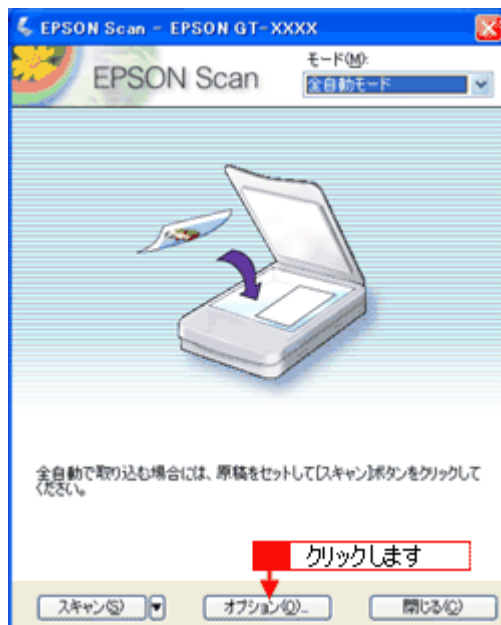 EPSON Scan - EPSON GT-XXXX
EPSON Scan
モード(M):
全自動モード
全自動で取り込む場合には、原稿をセットして[スキャン]ボタンをクリックして
ください。
クリックします
スキャン(S)
オプション(O)...
閉じる(C)